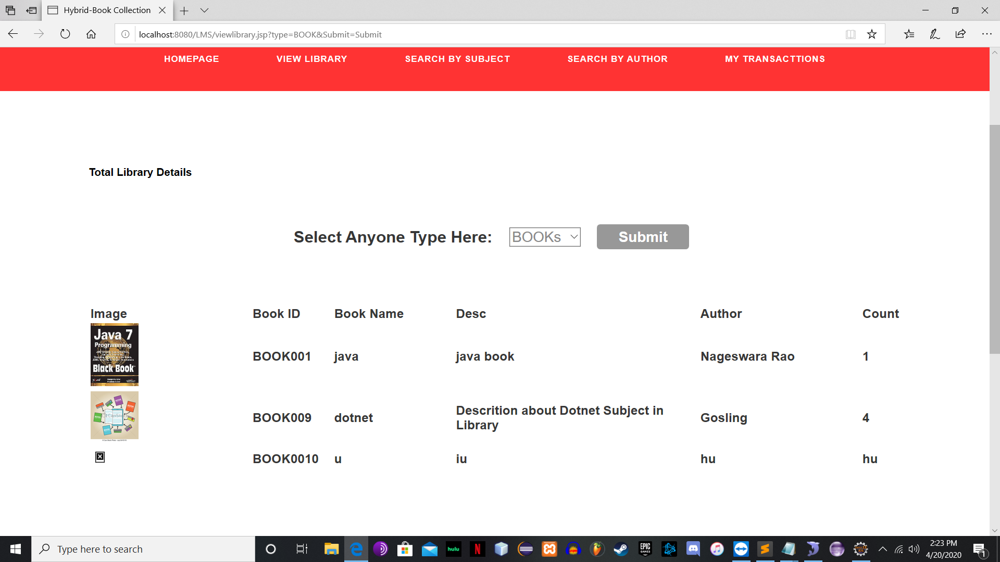 Hybrid-Book Collection
localhost:8080/LMS/viewlibrary.jsp?type=BOOK&Submit=Submit
HOMEPAGE VIEW LIBRARY SEARCH BY SUBJECT SEARCH BY AUTHOR MY TRANSACTTIONS
Total Library Details
Select Anyone Type Here: BOOKs Submit
Image Book ID Book Name Desc Author Count
Java 7
Programming
Black Book
BOOK001 java java book Nageswara Rao 1
BOOK009 dotnet Descrition about Dotnet Subject in
Library
Gosling 4
BOOK0010 u iu hu hu
Type here to search
hulu
N
EPIC
GAMES
2:23 PM
4/20/2020
1